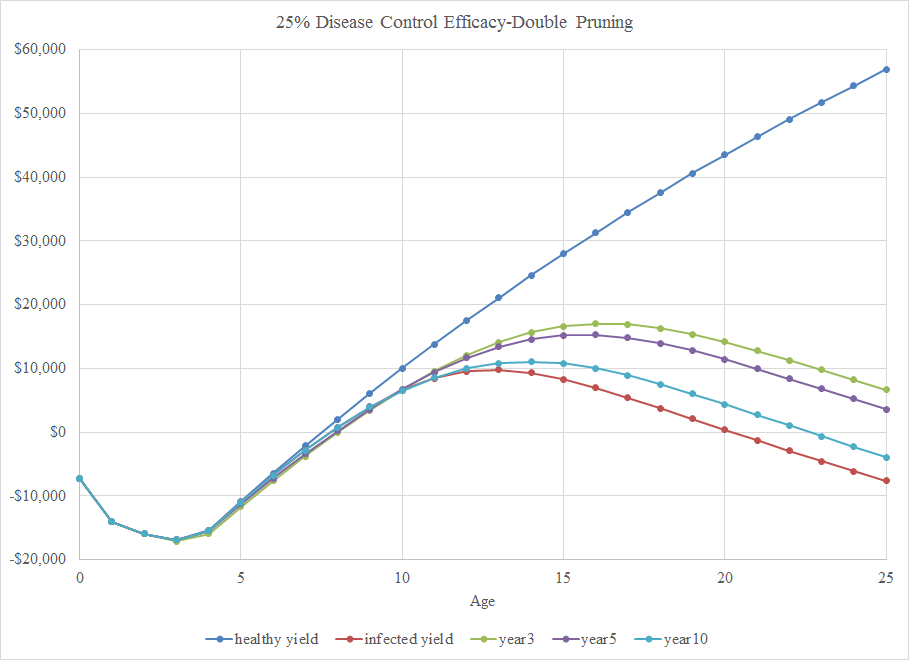 25% Disease Control Efficacy-Double Pruning
$60,000
$50,000
$40,000
$30,000
$20,000
$10,000
$0
-$10,000
-$20,000
0 5 10 15 20 25
Age
healthy yield infected yield year3 year5 year10